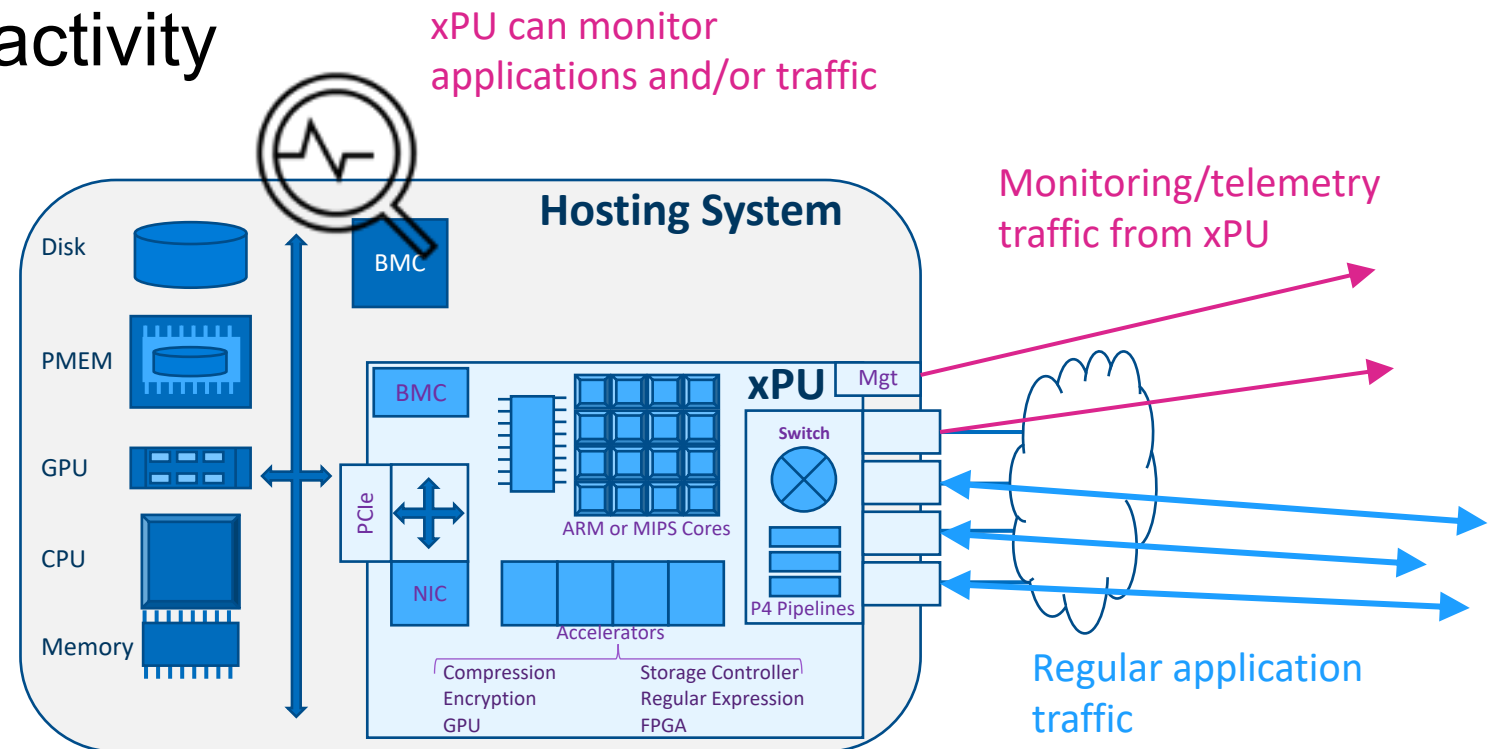 activity
xPU can monitor
applications and/or traffic
Hosting System
Monitoring/telemetry
traffic from xPU
Disk
BMC
PMEM
BMC
xPU
Mgt
Switch
GPU
PCIe
ARM or MIPS Cores
CPU
NIC
P4 Pipelines
Accelerators
Memory
Compression
Storage Controller
Encryption
Regular Expression
GPU
FPGA
Regular application
traffic